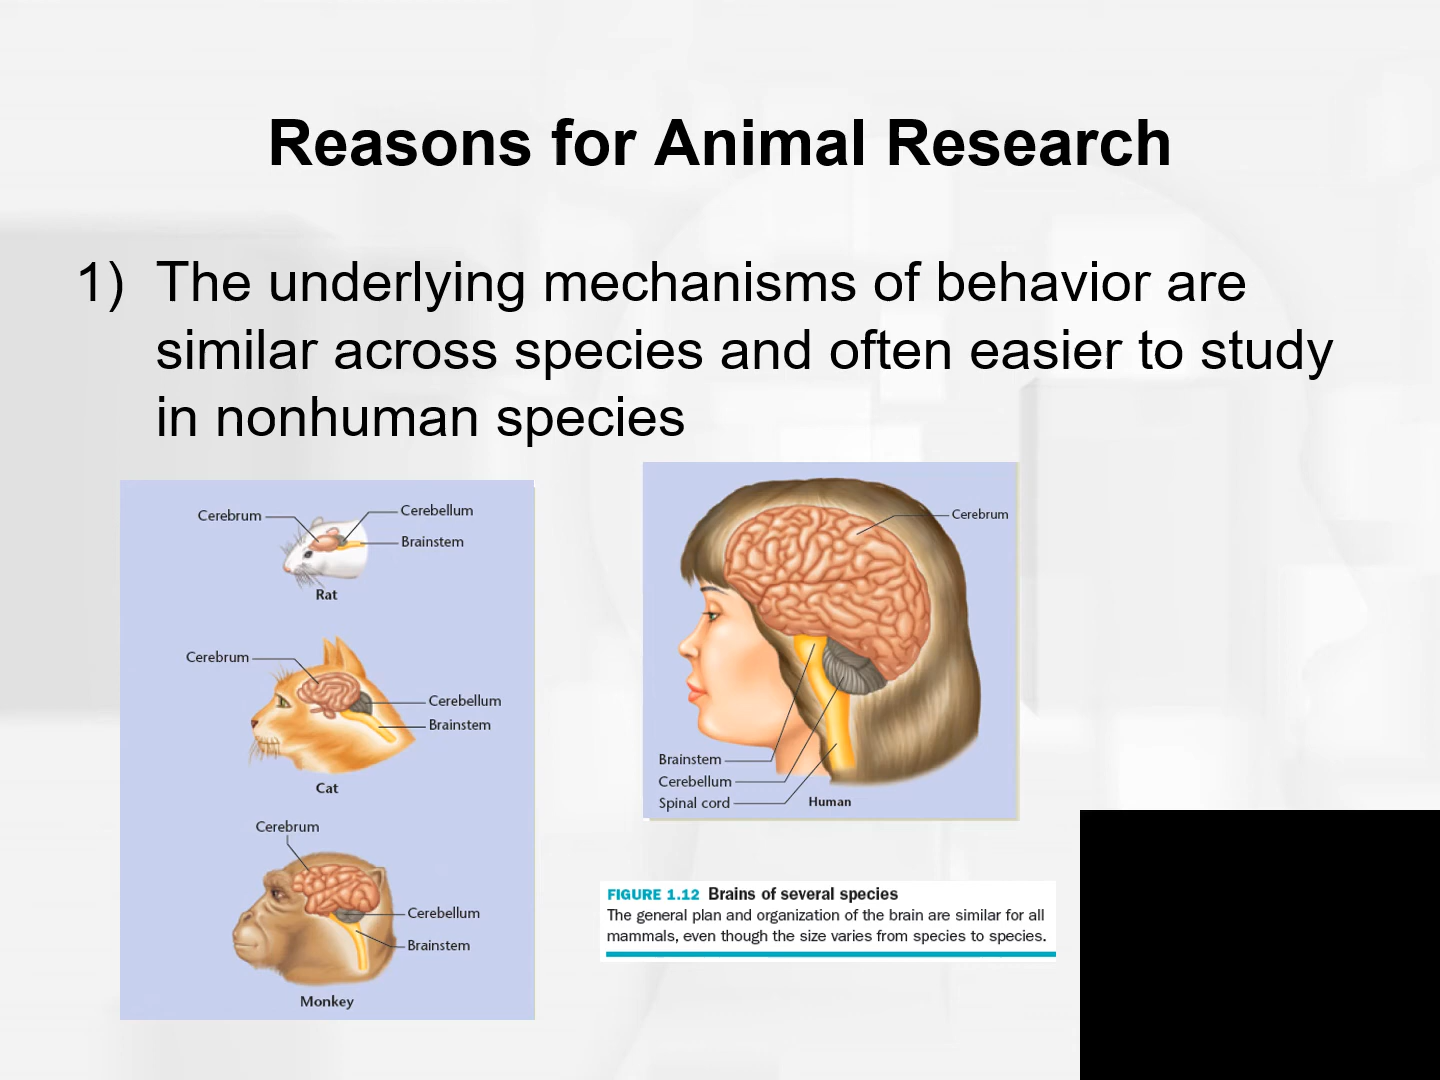 Reasons for Animal Research
1) The underlying mechanisms of behavior are
similar across species and often easier to study
in nonhuman species
Cerebrum
Cerebellum
Brainstem
Rat
Cerebrum
Cerebellum
Brainstem
Cat
Cerebrum
Cerebellum
Brainstem
Monkey
Cerebrum
Brainstem
Cerebellum
Spinal cord
Human
FIGURE 1.12 Brains of several species
The general plan and organization of the brain are similar for all
mammals, even though the size varies from species to species.